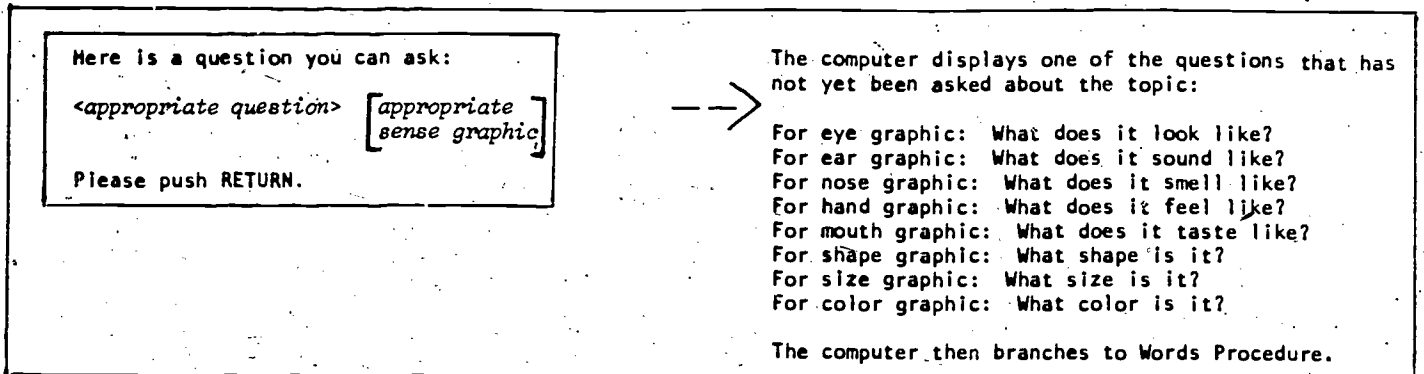 Here is a question you can ask:
<appropriate question> [appropriate
sense graphic]
Please push RETURN.
-->
The computer displays one of the questions that has
not yet been asked about the topic:
For eye graphic: What does it look like?
For ear graphic: What does it sound like?
For nose graphic: What does it smell like?
For hand graphic: What does it feel like?
For mouth graphic: What does it taste like?
For shape graphic: What shape is it?
For size graphic: What size is it?
For color graphic: What color is it?
The computer then branches to Words Procedure.